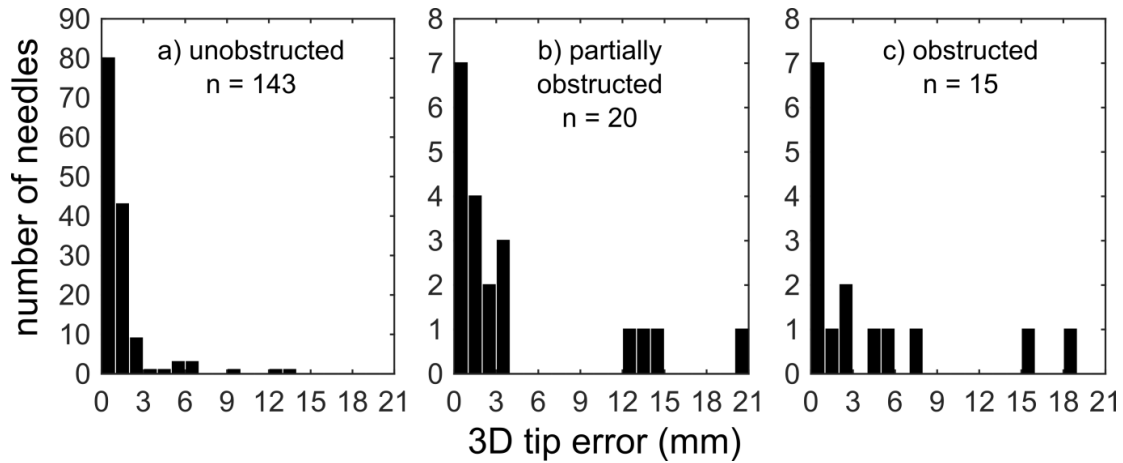 number of needles
90
80
70
60
50
40
30
20
10
0
a) unobstructed
n = 143
0 3 6 9 12 15 18 21
8
7
6
5
4
3
2
1
0
b) partially
obstructed
n = 20
0 3 6 9 12 15 18 21
8
7
6
5
4
3
2
1
0
c) obstructed
n = 15
0 3 6 9 12 15 18 21
3D tip error (mm)